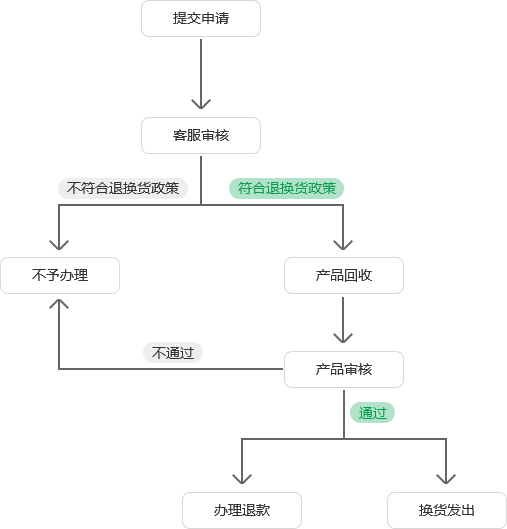 提交申请
客服审核
不符合退换货政策
符合退换货政策
不予办理
产品回收
不通过
产品审核
通过
办理退款
换货发出